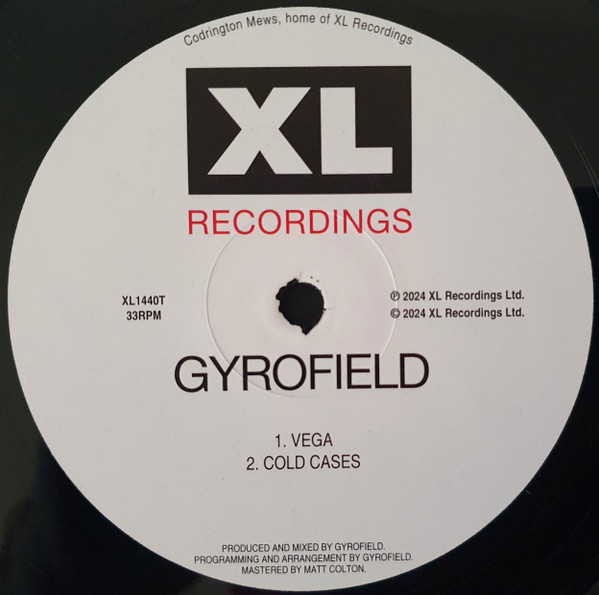 Codrington Mews, home of XL Recordings
XL
RECORDINGS
XL1440T
33RPM
℗ 2024 XL Recordings Ltd.
© 2024 XL Recordings Ltd.
GYROFIELD
1. VEGA
2. COLD CASES
PRODUCED AND MIXED BY GYROFIELD.
PROGRAMMING AND ARRANGEMENT BY GYROFIELD.
MASTERED BY MATT COLTON.